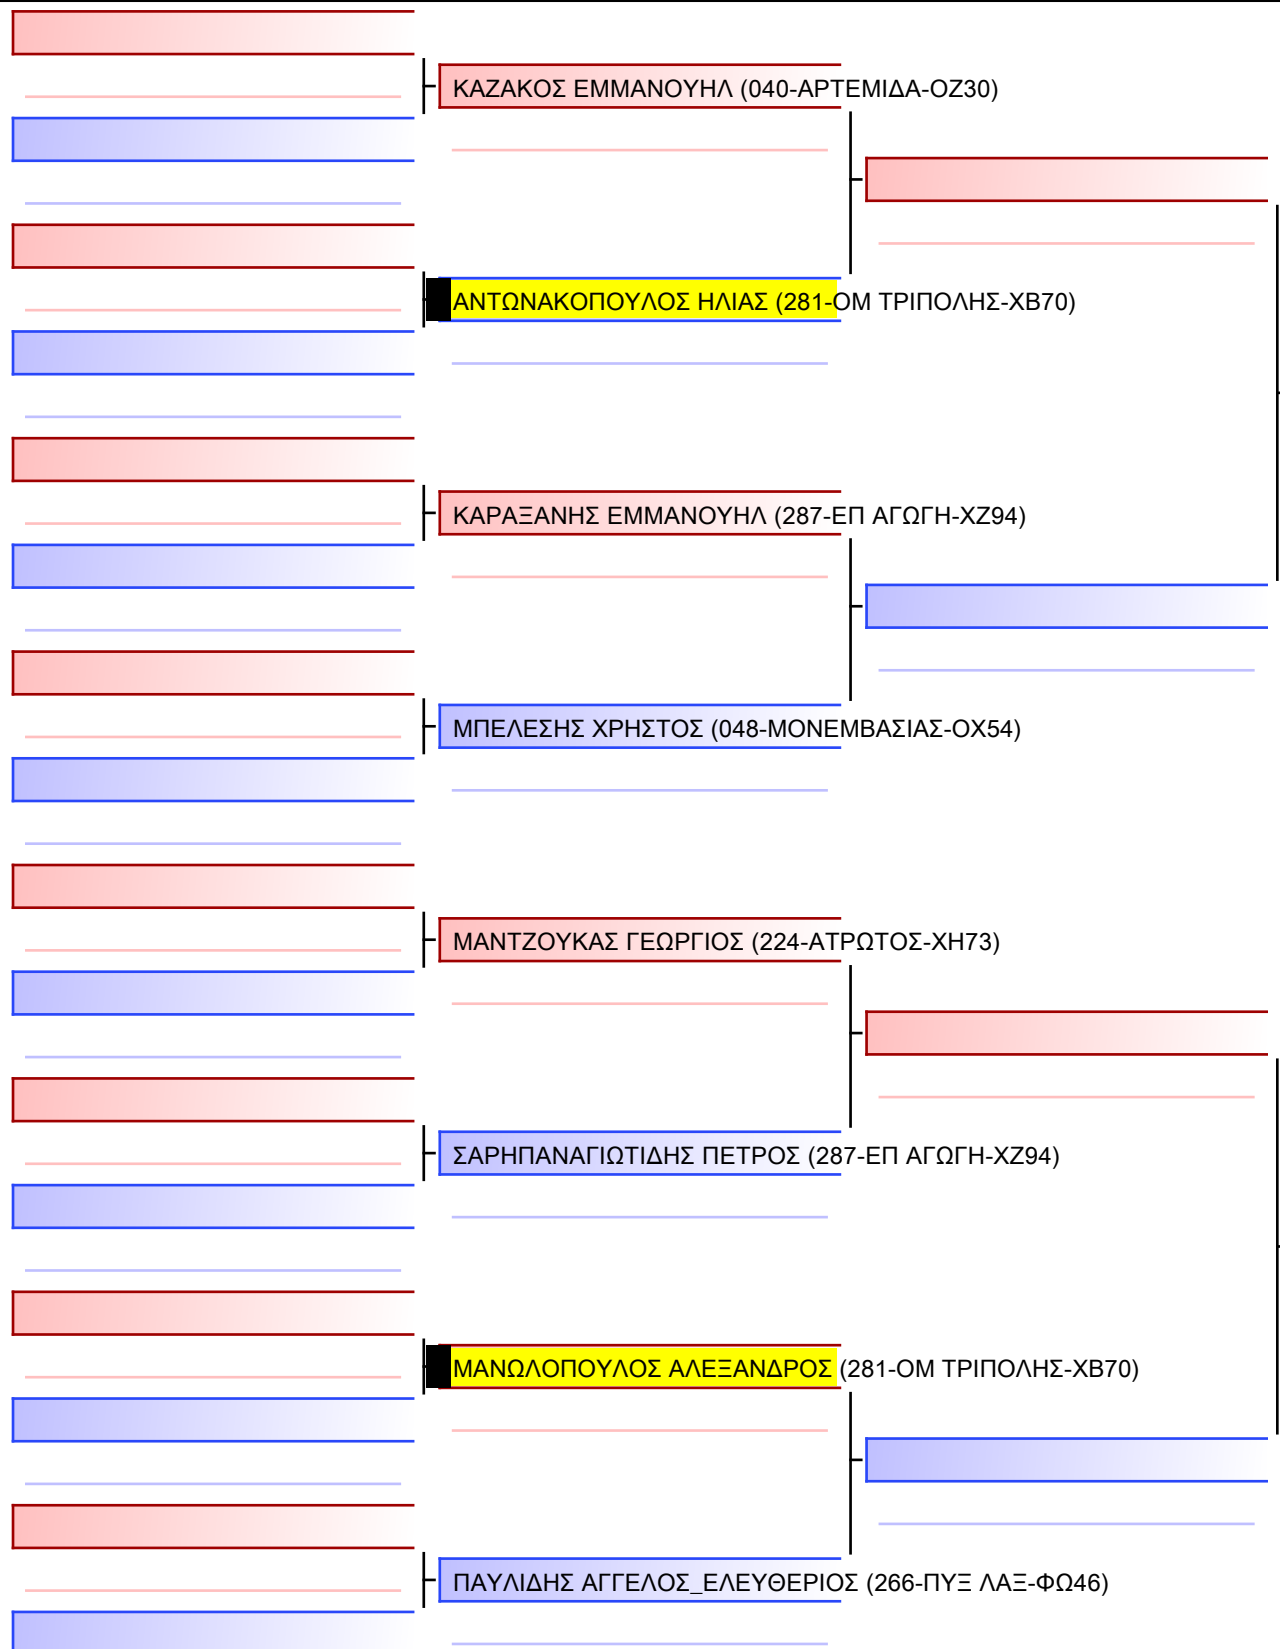 ΚΑΖΑΚΟΣ ΕΜΜΑΝΟΥΗΛ (040-ΑΡΤΕΜΙΔΑ-ΟΖ30)
ΑΝΤΩΝΑΚΟΠΟΥΛΟΣ ΗΛΙΑΣ (281-ΟΜ ΤΡΙΠΟΛΗΣ-ΧΒ70)
ΚΑΡΑΞΑΝΗΣ ΕΜΜΑΝΟΥΗΛ (287-ΕΠ ΑΓΩΓΗ-ΧΖ94)
ΜΠΕΛΕΣΗΣ ΧΡΗΣΤΟΣ (048-ΜΟΝΕΜΒΑΣΙΑΣ-ΟΧ54)
ΜΑΝΤΖΟΥΚΑΣ ΓΕΩΡΓΙΟΣ (224-ΑΤΡΩΤΟΣ-ΧΗ73)
ΣΑΡΗΠΑΝΑΓΙΩΤΙΔΗΣ ΠΕΤΡΟΣ (287-ΕΠ ΑΓΩΓΗ-ΧΖ94)
ΜΑΝΩΛΟΠΟΥΛΟΣ ΑΛΕΞΑΝΔΡΟΣ (281-ΟΜ ΤΡΙΠΟΛΗΣ-ΧΒ70)
ΠΑΥΛΙΔΗΣ ΑΓΓΕΛΟΣ_ΕΛΕΥΘΕΡΙΟΣ (266-ΠΥΞ ΛΑΞ-ΦΩ46)